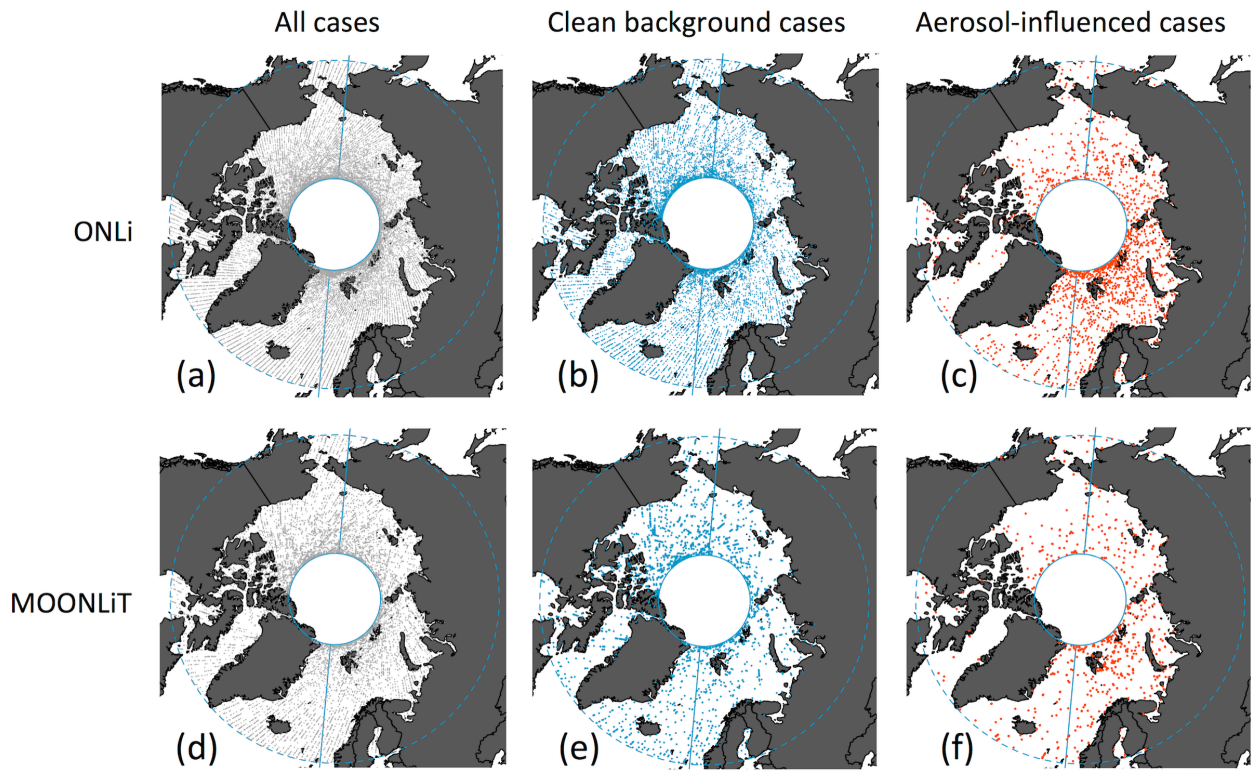 All cases
Clean background cases
Aerosol-influenced cases
ONLi
(a)
(b)
(c)
MOONLiT
(d)
(e)
(f)